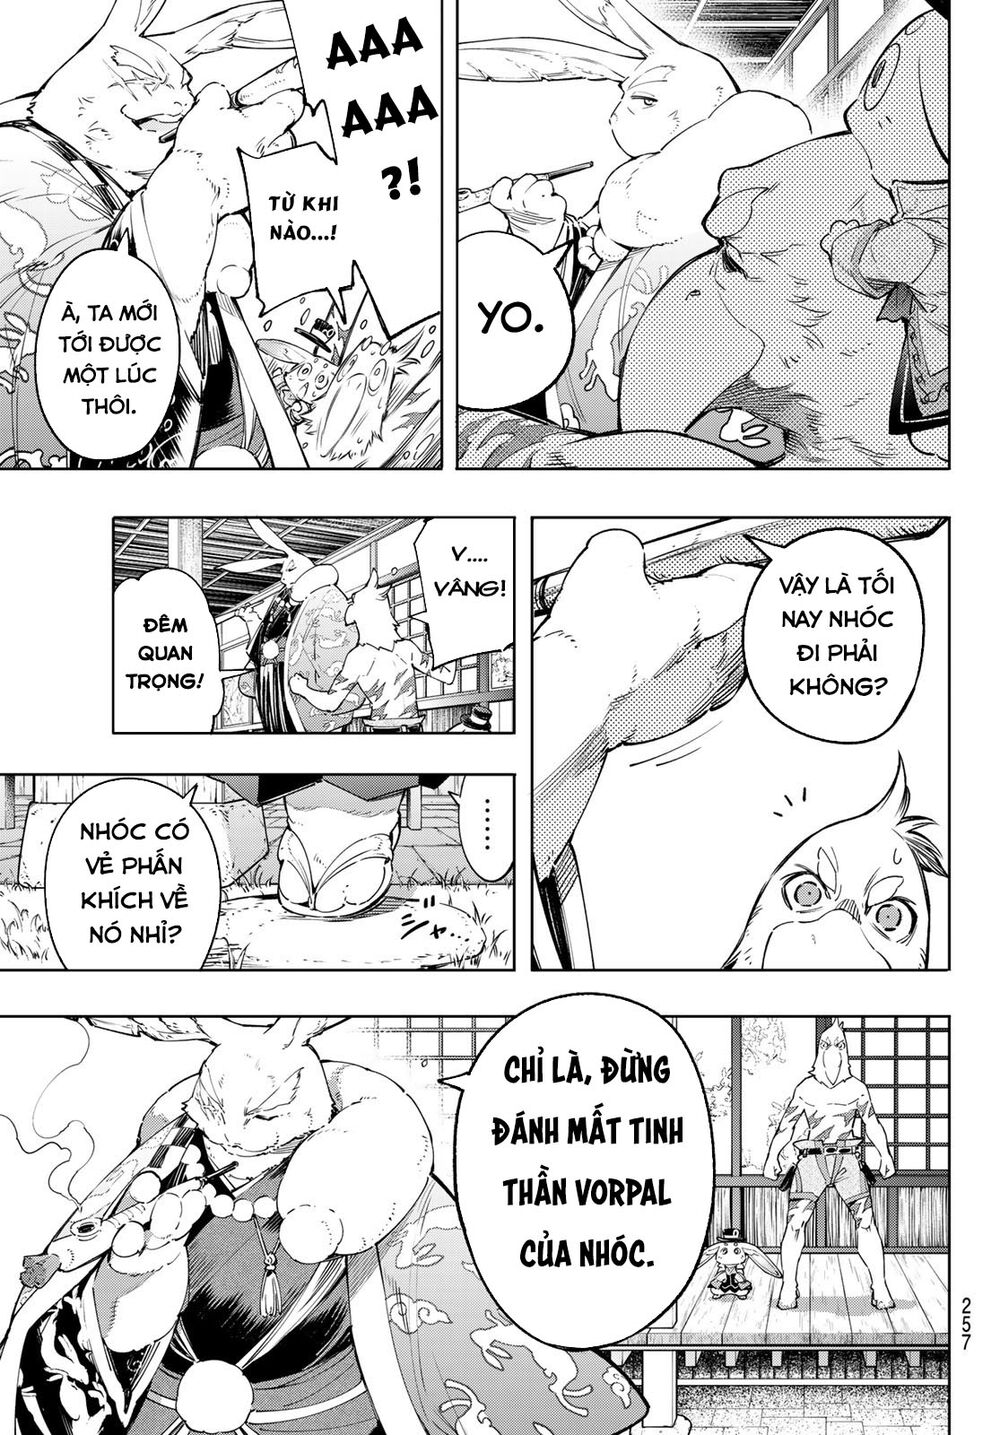 YO.
AAA
AAA
?!
TỪ KHI
NÀO...!
À, TA MỚI
TỚI ĐƯỢC
MỘT LÚC
THÔI.
VẬY LÀ TỐI
NAY NHÓC
ĐI PHẢI
KHÔNG?
V....
VÂNG!
ĐÊM
QUAN
TRỌNG!
......
NHÓC CÓ
VẺ PHẤN
KHÍCH VỀ
NÓ NHỈ?
CHỈ LÀ, ĐỪNG
ĐÁNH MẤT TINH
THẦN VORPAL
CỦA NHÓC.
257